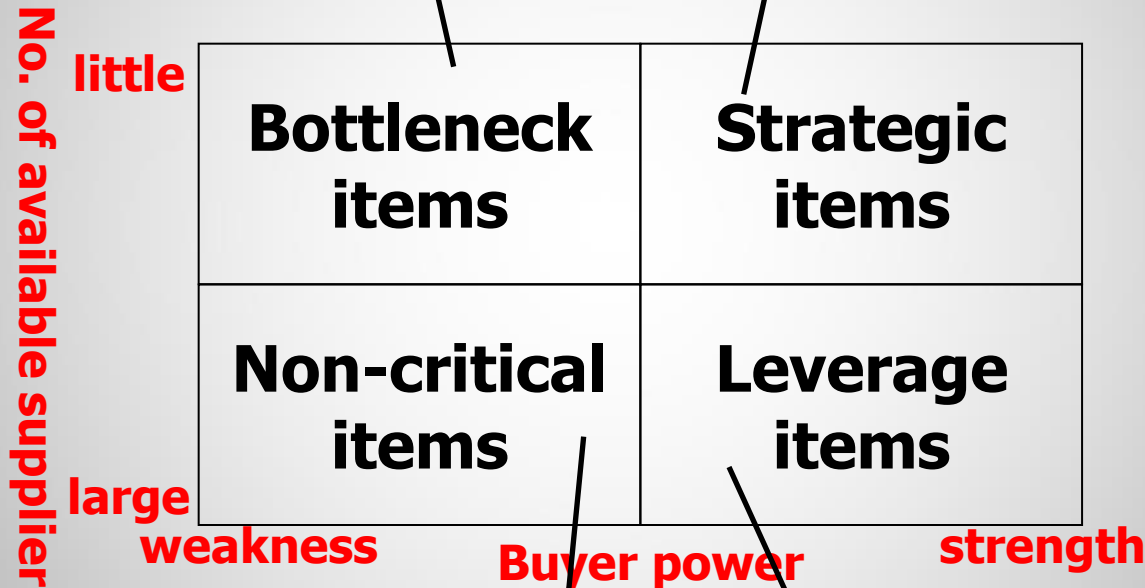 No. of available supplier
little
Bottleneck
items
Strategic
items
Non-critical
items
Leverage
items
large
weakness
Buyer power
strength